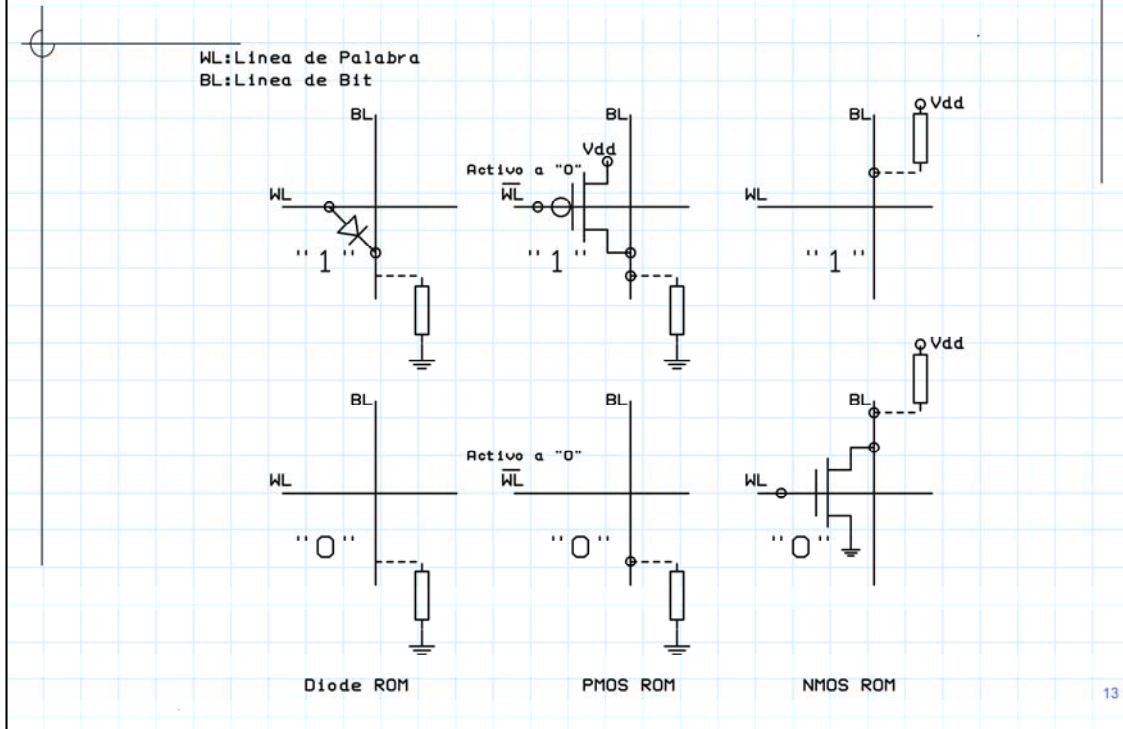 WL:Linea de Palabra
BL:Linea de Bit
BL
BL
BL
Vdd
Vdd
Activo a "0"
WL
WL
WL
"1"
"1"
"1"
Vdd
BL
BL
BL
Activo a "0"
WL
WL
WL
"0"
"0"
"0"
Diode ROM
PMOS ROM
NMOS ROM
13